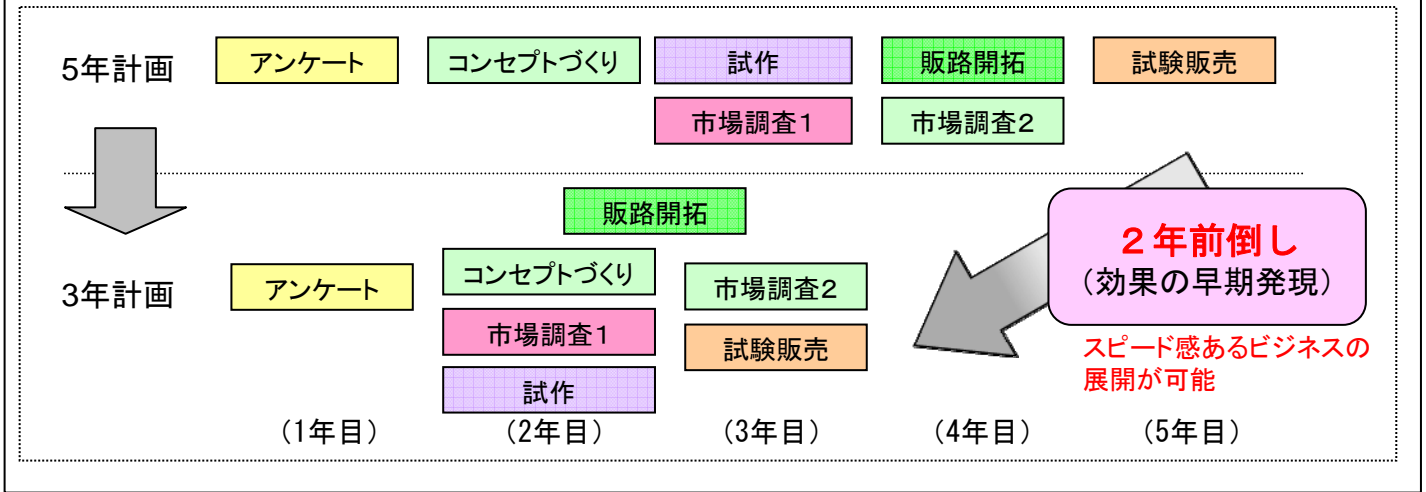 5年計画
アンケート
コンセプトづくり
試作
販路開拓
試験販売
市場調査1
市場調査2
販路開拓
3年計画
アンケート
コンセプトづくり
市場調査2
市場調査1
試験販売
試作
２年前倒し
（効果の早期発現）
スピード感あるビジネスの
展開が可能
（1年目）
（2年目）
（3年目）
（4年目）
（5年目）